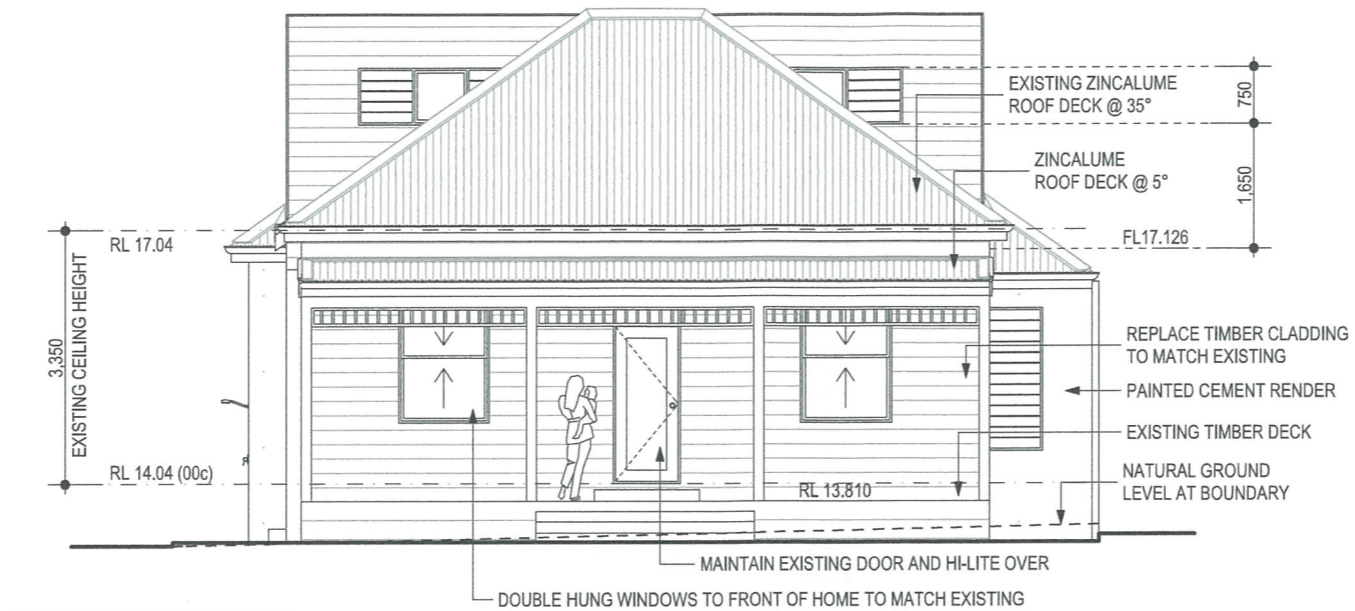 EXISTING ZINCALUME
ROOF DECK @ 35°
750
ZINCALUME
ROOF DECK @ 5°
1,650
RL 17.04
FL17.126
3,350
EXISTING CEILING HEIGHT
REPLACE TIMBER CLADDING
TO MATCH EXISTING
PAINTED CEMENT RENDER
EXISTING TIMBER DECK
RL 14.04 (00c)
NATURAL GROUND
LEVEL AT BOUNDARY
RL 13.810
MAINTAIN EXISTING DOOR AND HI-LITE OVER
DOUBLE HUNG WINDOWS TO FRONT OF HOME TO MATCH EXISTING